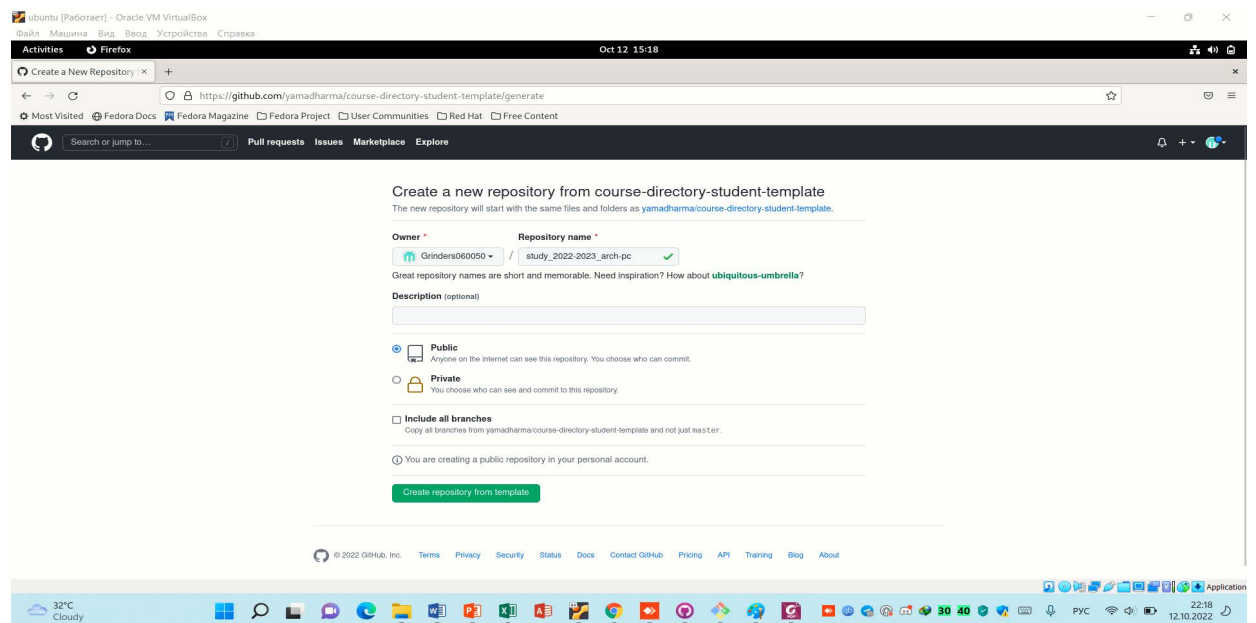 ubuntu [Работает] - Oracle VM VirtualBox
Файл Машина Вид Ввод Устройства Справка
Activities Firefox Oct 12 15:18
Create a New Repository
https://github.com/yamadharma/course-directory-student-template/generate
Most Visited Fedora Docs Fedora Magazine Fedora Project User Communities Red Hat Free Content
Search or jump to... / Pull requests Issues Marketplace Explore
Create a new repository from course-directory-student-template
The new repository will start with the same files and folders as yamadharma/course-directory-student-template.
Owner * Repository name *
Grinders060050 / study_2022-2023_arch-pc
Great repository names are short and memorable. Need inspiration? How about ubiquitous-umbrella?
Description (optional)
Public
Anyone on the internet can see this repository. You choose who can commit.
Private
You choose who can see and commit to this repository.
Include all branches
Copy all branches from yamadharma/course-directory-student-template and not just master.
You are creating a public repository in your personal account.
Create repository from template
© 2022 GitHub, Inc. Terms Privacy Security Status Docs Contact GitHub Pricing API Training Blog About
Application
32°C
Cloudy
30 40 РУС 22:18
12.10.2022